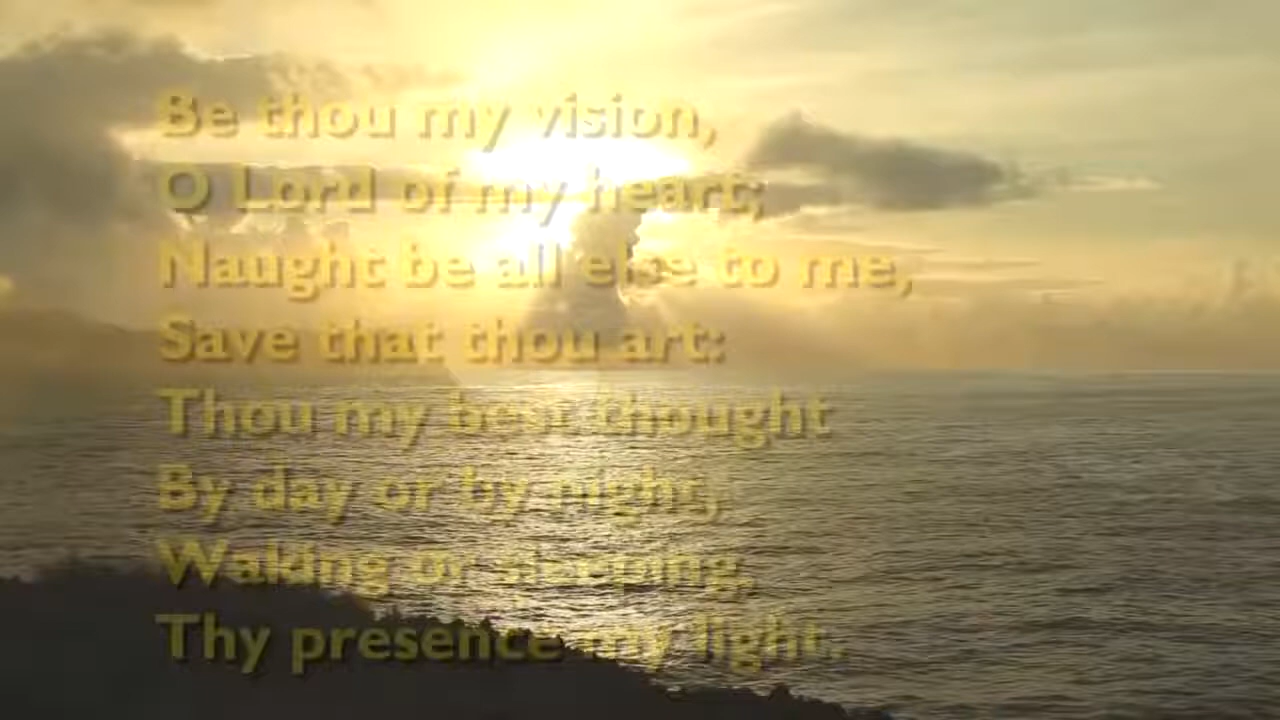 Be thou my vision,
O Lord of my heart;
Naught be all else to me,
Save that thou art:
Thou my best thought
By day or by night,
Waking or sleeping,
Thy presence my light.